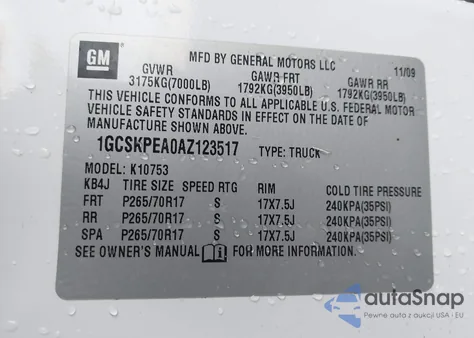 GM
MFD BY GENERAL MOTORS LLC 11/09
GVWR GAWR FRT GAWR RR
3175KG(7000LB) 1792KG(3950LB) 1792KG(3950LB)
THIS VEHICLE CONFORMS TO ALL APPLICABLE U.S. FEDERAL MOTOR
VEHICLE SAFETY STANDARDS IN EFFECT ON THE DATE OF
MANUFACTURE SHOWN ABOVE.
1GCSKPEA0AZ123517 TYPE: TRUCK
MODEL: K10753
KB4J TIRE SIZE SPEED RTG RIM COLD TIRE PRESSURE
FRT P265/70R17 S 17X7.5J 240KPA(35PSI)
RR P265/70R17 S 17X7.5J 240KPA(35PSI)
SPA P265/70R17 S 17X7.5J 240KPA(35PSI)
SEE OWNER'S MANUAL FOR MORE INFORMATION.
autaSnap
Pewne auta z aukcji USA i EU